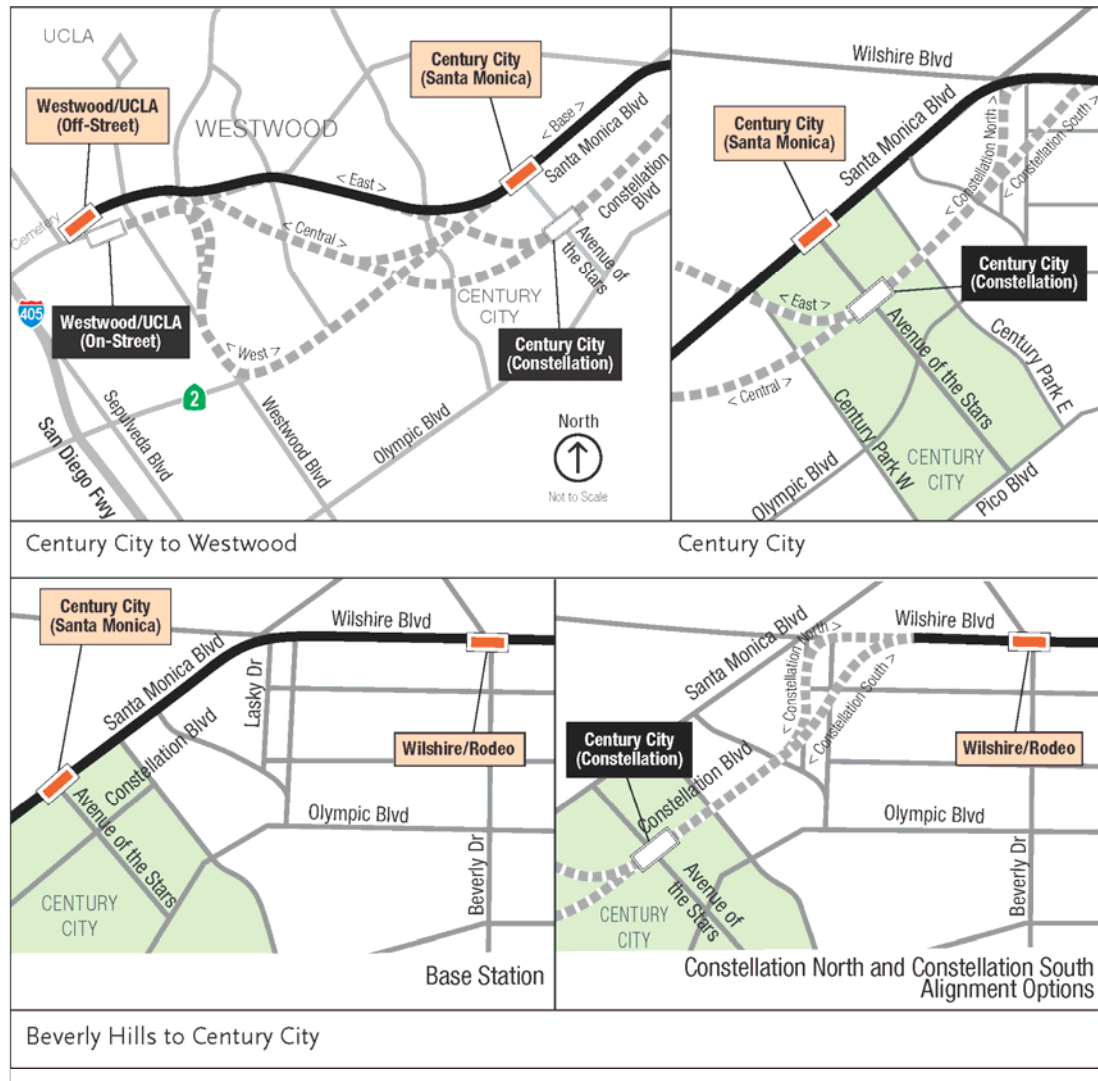 UCLA
Westwood/UCLA
(Off-Street)
WESTWOOD
Century City
(Santa Monica)
< Base >
Santa Monica Blvd
Constellation
Blvd
< East >
Cemetery
< Central >
Avenue of
the Stars
CENTURY
CITY
405
Westwood/UCLA
(On-Street)
< West >
Century City
(Constellation)
2
San Diego Fwy
Sepulveda Blvd
Westwood Blvd
Olympic Blvd
North
Not to Scale
Century City to Westwood
Wilshire Blvd
Century City
(Santa Monica)
Santa Monica Blvd
< Constellation North >
< Constellation South >
Century City
(Constellation)
< East >
< Central >
Avenue of the Stars
Century Park E
Century Park W
CENTURY
CITY
Olympic Blvd
Pico Blvd
Century City
Century City
(Santa Monica)
Wilshire Blvd
Santa Monica Blvd
Lasky Dr
Constellation Blvd
Wilshire/Rodeo
Avenue of the Stars
Olympic Blvd
Beverly Dr
CENTURY
CITY
Base Station
Santa Monica Blvd
Wilshire Blvd
< Constellation North >
< Constellation South >
Century City
(Constellation)
Wilshire/Rodeo
Constellation Blvd
Olympic Blvd
Avenue of
the Stars
Beverly Dr
CENTURY
CITY
Constellation North and Constellation South
Alignment Options
Beverly Hills to Century City